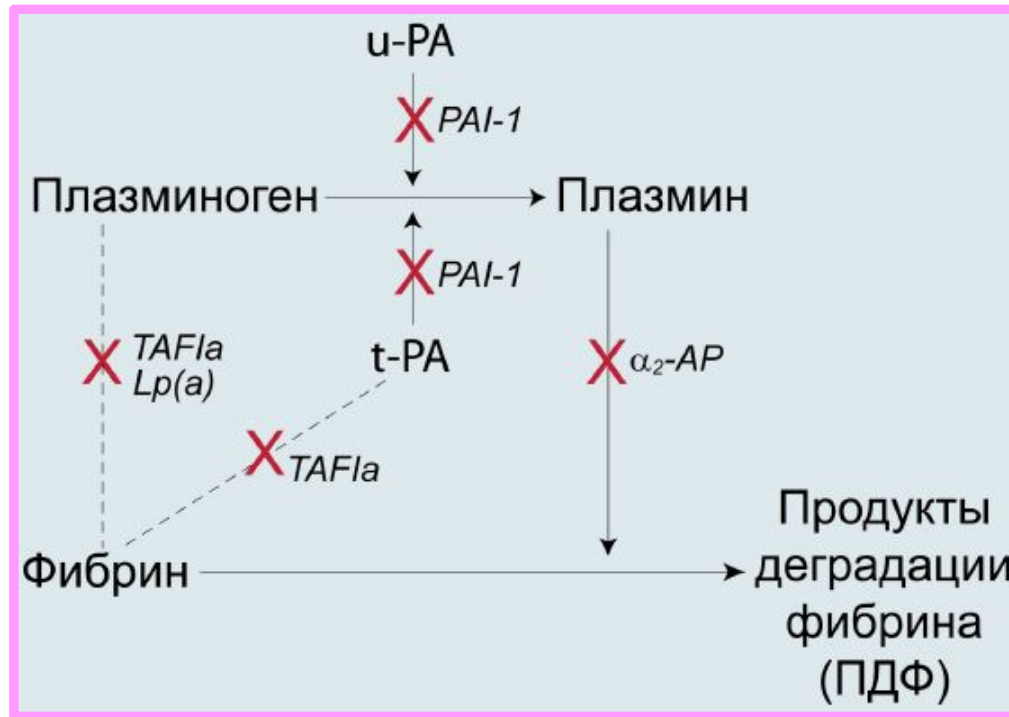 u-PA
PAI-1
Плазминоген
Плазмин
PAI-1
TAFIa
Lp(a)
t-PA
α₂-AP
TAFIa
Фибрин
Продукты
деградации
фибрина
(ПДФ)